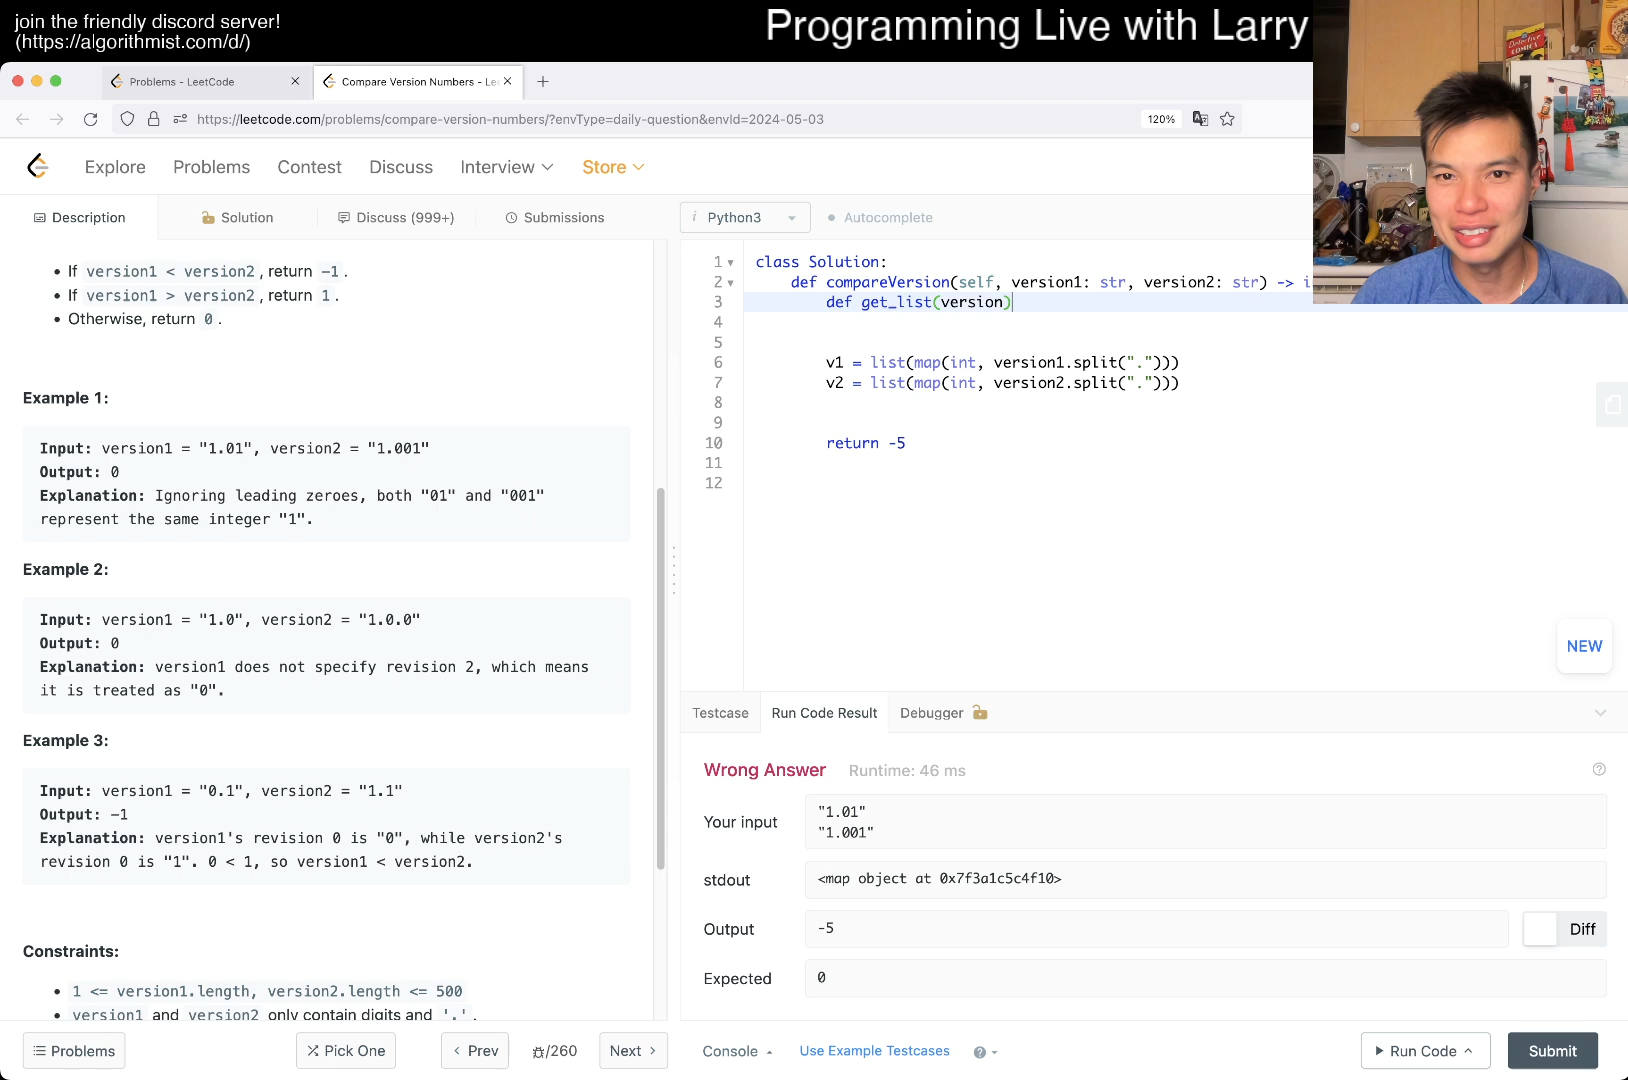 join the friendly discord server!
(https://algorithmist.com/d/)
Programming Live with Larry
Problems - LeetCode
Compare Version Numbers - Le
https://leetcode.com/problems/compare-version-numbers/?envType=daily-question&envId=2024-05-03
120%
Explore
Problems
Contest
Discuss
Interview
Store
Description
Solution
Discuss (999+)
Submissions
i Python3
Autocomplete
• If version1 < version2, return -1.
• If version1 > version2, return 1.
• Otherwise, return 0.
Example 1:
Input: version1 = "1.01", version2 = "1.001"
Output: 0
Explanation: Ignoring leading zeroes, both "01" and "001"
represent the same integer "1".
Example 2:
Input: version1 = "1.0", version2 = "1.0.0"
Output: 0
Explanation: version1 does not specify revision 2, which means
it is treated as "0".
Example 3:
Input: version1 = "0.1", version2 = "1.1"
Output: -1
Explanation: version1's revision 0 is "0", while version2's
revision 0 is "1". 0 < 1, so version1 < version2.
Constraints:
• 1 <= version1.length, version2.length <= 500
• version1 and version2 only contain digits and '.'.
1 class Solution:
2 def compareVersion(self, version1: str, version2: str) -> i
3 def get_list(version)
4
5
6 v1 = list(map(int, version1.split(".")))
7 v2 = list(map(int, version2.split(".")))
8
9
10 return -5
11
12
NEW
Testcase
Run Code Result
Debugger
Wrong Answer
Runtime: 46 ms
Your input
"1.01"
"1.001"
stdout
<map object at 0x7f3a1c5c4f10>
Output
-5
Diff
Expected
0
Problems
Pick One
Prev
/260
Next
Console
Use Example Testcases
Run Code
Submit